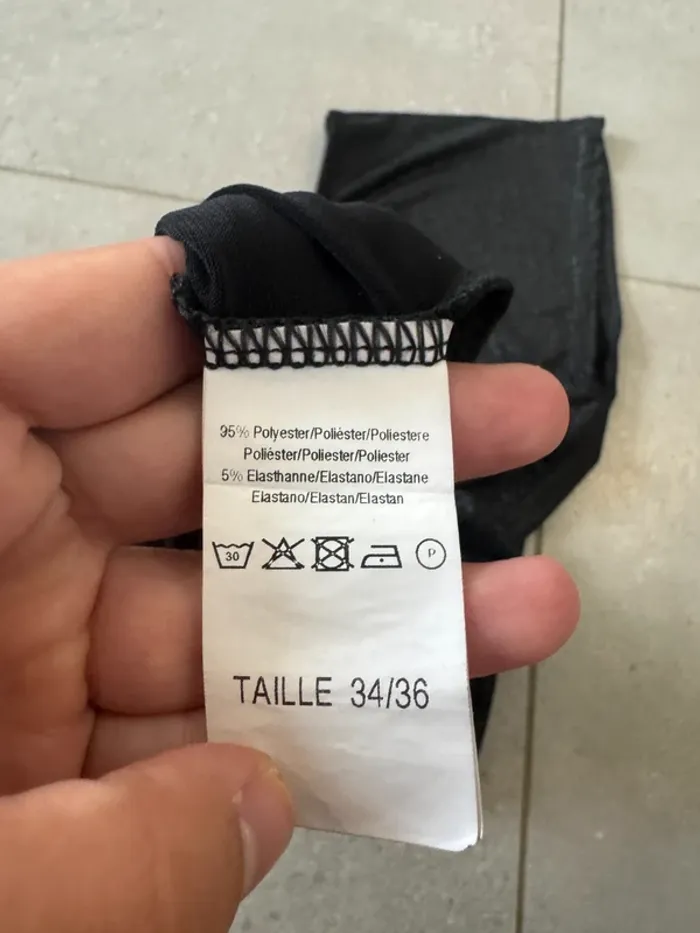 95% Polyester/Poliéster/Poliestere
Poliéster/Poliester/Poliester
5% Elasthanne/Elastano/Elastane
Elastano/Elastan/Elastan
30 P
TAILLE 34/36